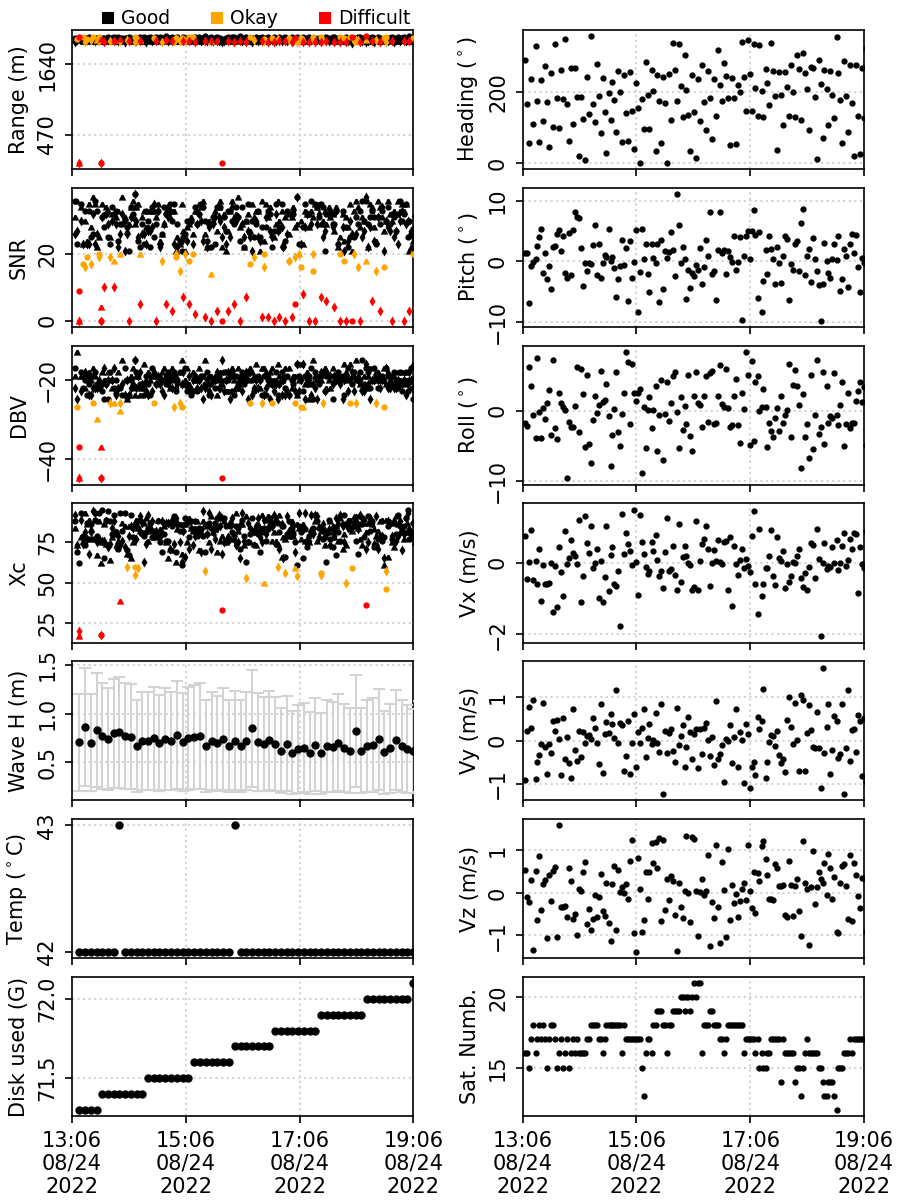 Good Okay Difficult
Range (m)
1640
470
Heading (°)
200
0
SNR
20
0
Pitch (°)
10
0
−10
DBV
−20
−40
Roll (°)
0
−10
Xc
75
50
25
Vx (m/s)
0
−2
Wave H (m)
1.5
1.0
0.5
Vy (m/s)
1
0
−1
Temp (°C)
43
42
Vz (m/s)
1
0
−1
Disk used (G)
72.0
71.5
Sat. Numb.
20
15
13:06 15:06 17:06 19:06 13:06 15:06 17:06 19:06
08/24 08/24 08/24 08/24 08/24 08/24 08/24 08/24
2022 2022 2022 2022 2022 2022 2022 2022